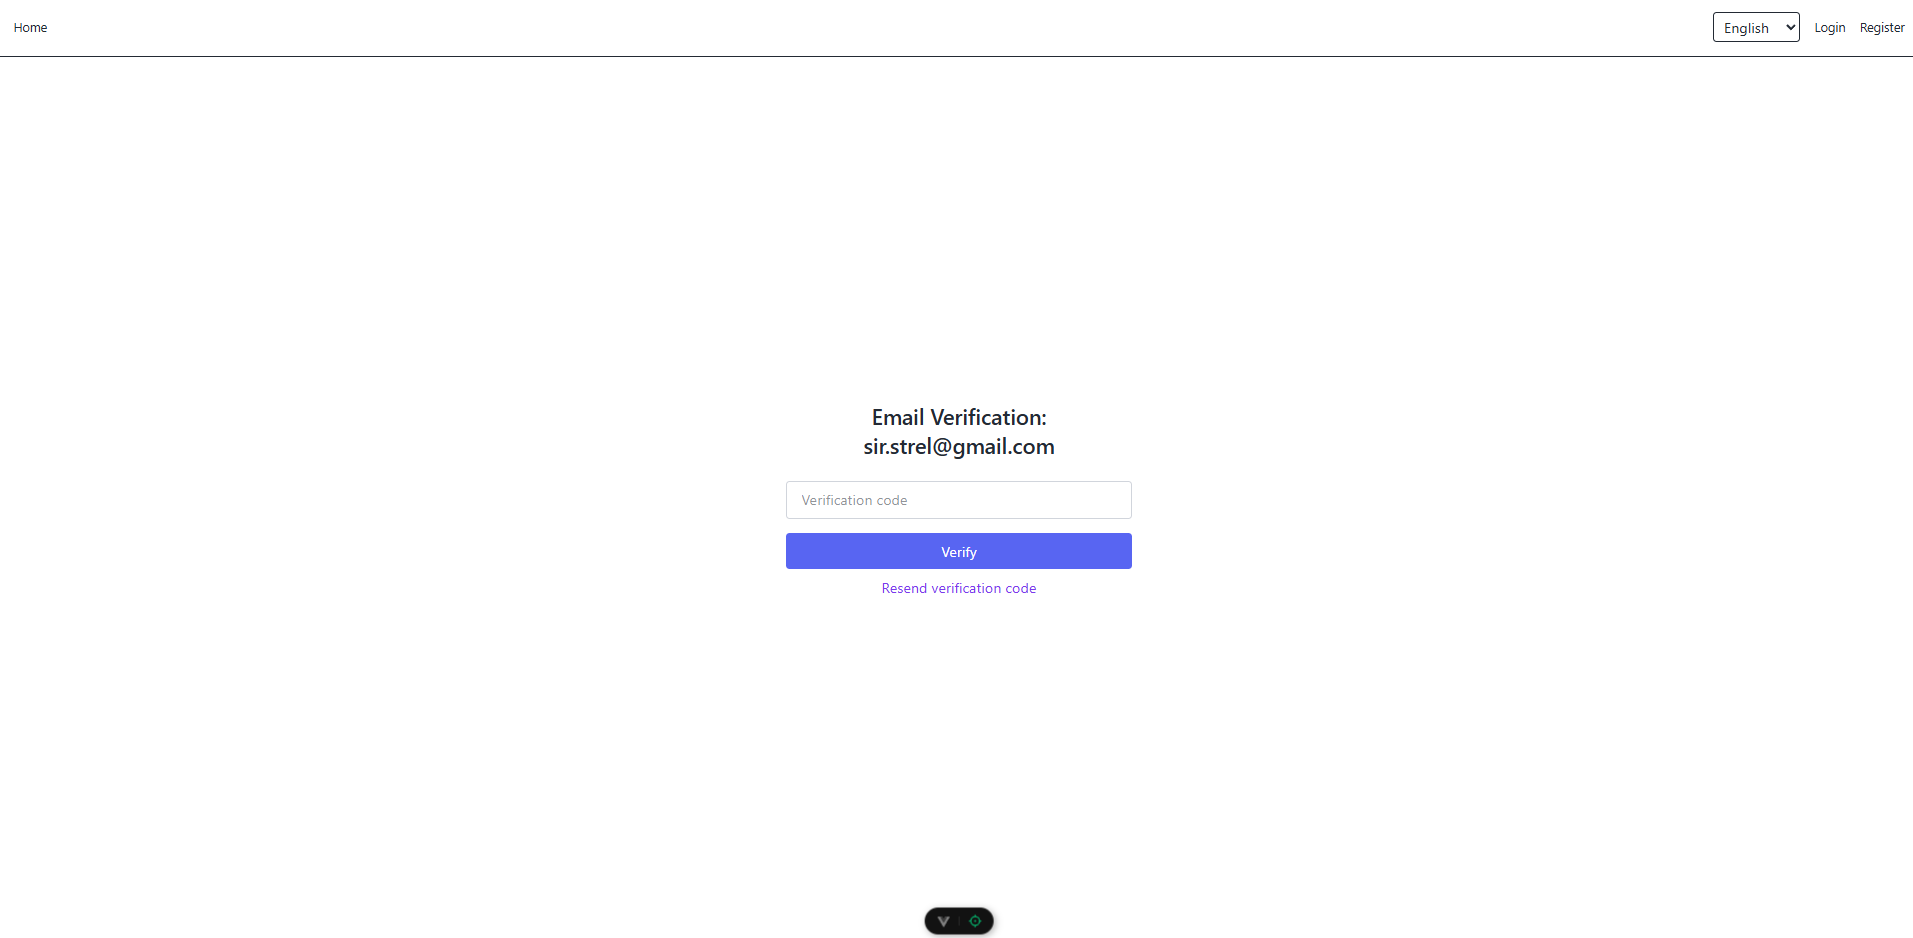 Home
English
Login
Register
Email Verification:
sir.strel@gmail.com
Verification code
Verify
Resend verification code